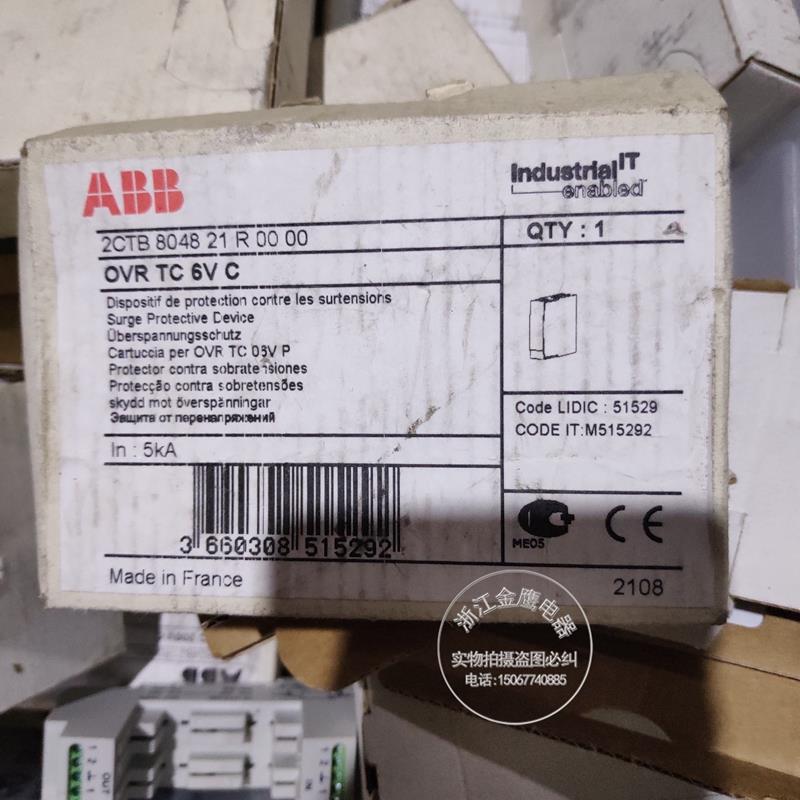 ABB
Industrial IT
enabled
2CTB 8048 21 R 00 00
QTY : 1
OVR TC 6V C
Dispositif de protection contre les surtensions
Surge Protective Device
Überspannungsschutz
Cartuccia per OVR TC 06V P
Protector contra sobratensiones
Protecção contra sobretensões
skydd mot överspänningar
Защита от перенапряжений
Code LIDIC : 51529
CODE IT:M515292
In : 5kA
3 660308 515292
ME05
CE
Made in France
2108
浙江金鹰电器
实物拍摄盗图必纠
电话:15067740885
ABB
OUT
IN